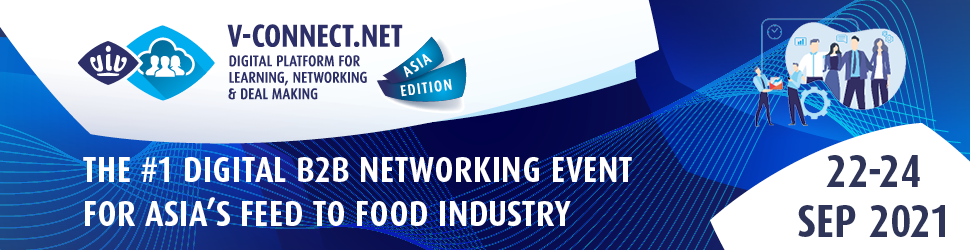 V-CONNECT.NET
DIGITAL PLATFORM FOR
LEARNING, NETWORKING
& DEAL MAKING
ASIA
EDITION
THE #1 DIGITAL B2B NETWORKING EVENT
FOR ASIA'S FEED TO FOOD INDUSTRY
22-24
SEP 2021